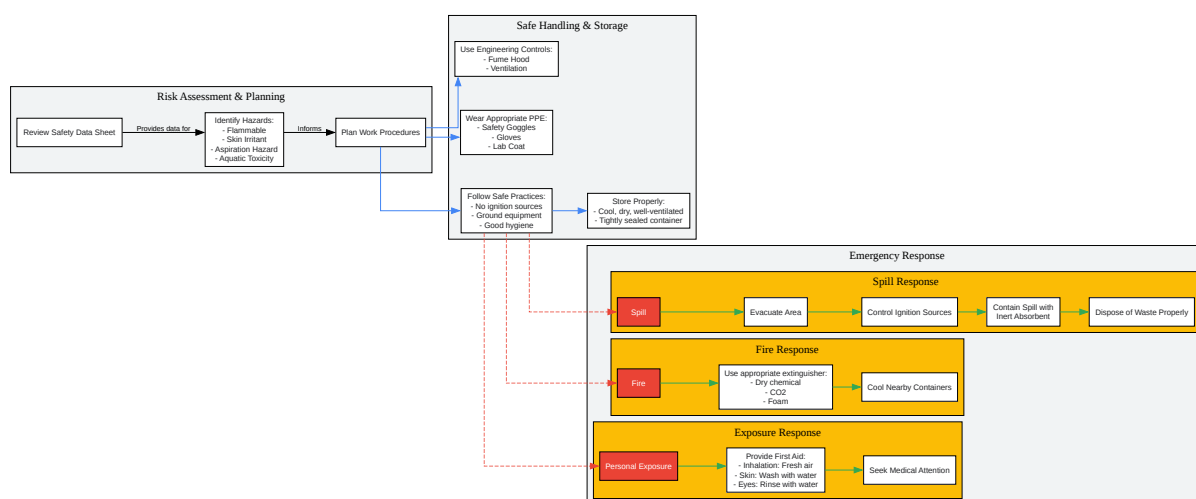 Safe Handling & Storage
Use Engineering Controls:
- Fume Hood
- Ventilation
Risk Assessment & Planning
Review Safety Data Sheet
Provides data for
Identify Hazards:
- Flammable
- Skin Irritant
- Aspiration Hazard
- Aquatic Toxicity
Informs
Plan Work Procedures
Wear Appropriate PPE:
- Safety Goggles
- Gloves
- Lab Coat
Follow Safe Practices:
- No ignition sources
- Ground equipment
- Good hygiene
Store Properly:
- Cool, dry, well-ventilated
- Tightly sealed container
Emergency Response
Spill Response
Spill
Evacuate Area
Control Ignition Sources
Contain Spill with
Inert Absorbent
Dispose of Waste Properly
Fire Response
Fire
Use appropriate extinguisher:
- Dry chemical
- CO2
- Foam
Cool Nearby Containers
Exposure Response
Personal Exposure
Provide First Aid:
- Inhalation: Fresh air
- Skin: Wash with water
- Eyes: Rinse with water
Seek Medical Attention